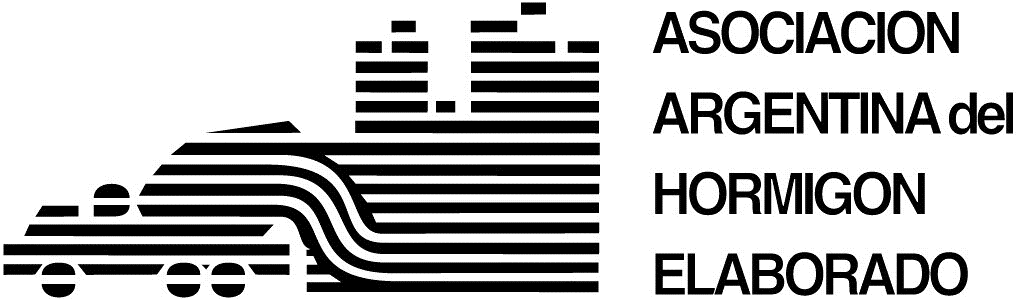 ASOCIACION
ARGENTINA del
HORMIGON
ELABORADO